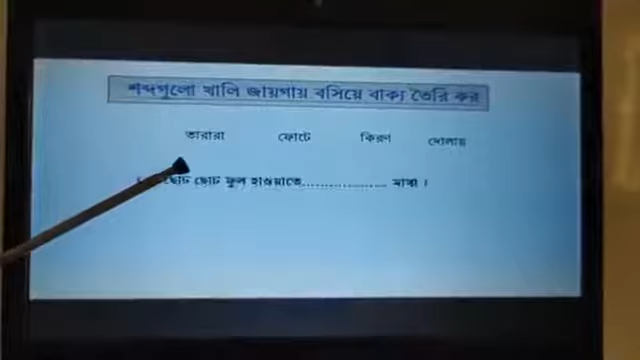 শব্দগুলো খালি জায়গায় বসিয়ে বাক্য তৈরি কর
তারারা ফোটে কিরণ দোলায়
ছোট ছোট ফুল হাওয়াতে.................... মাথা ।